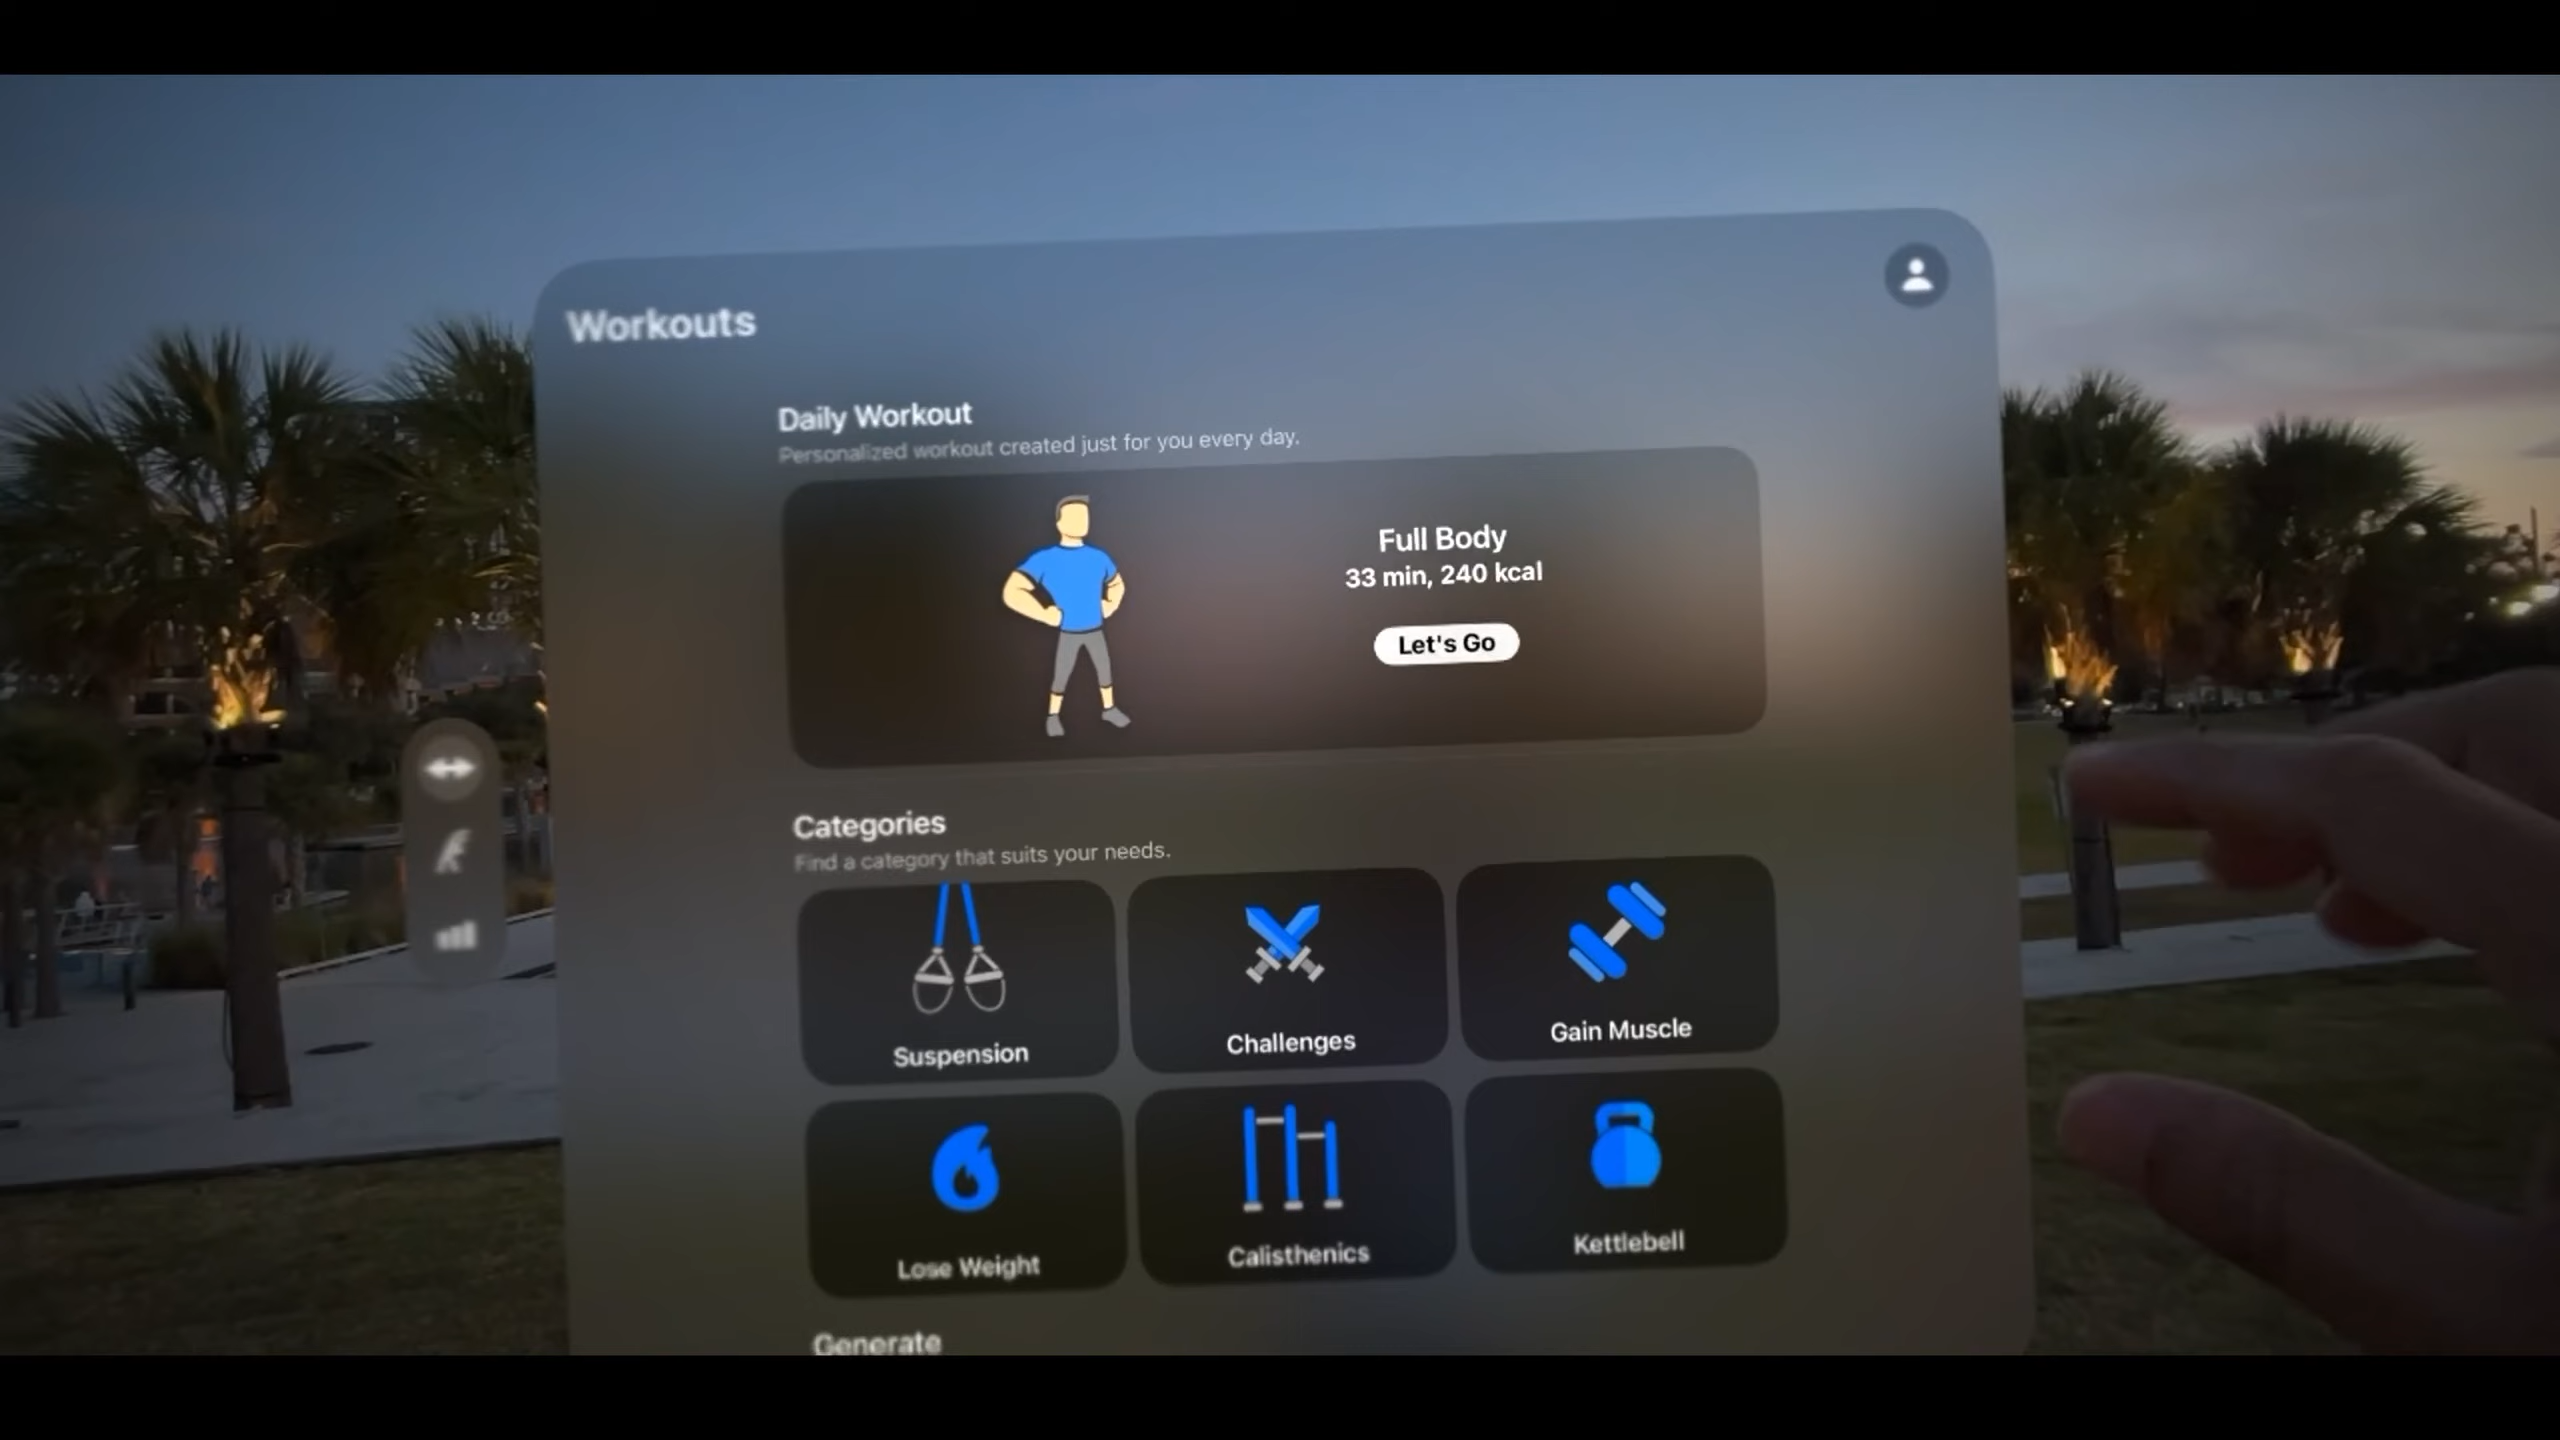 Workouts
Daily Workout
Personalized workout created just for you every day.
Full Body
33 min, 240 kcal
Let's Go
Categories
Find a category that suits your needs.
Suspension
Challenges
Gain Muscle
Lose Weight
Calisthenics
Kettlebell
Generate